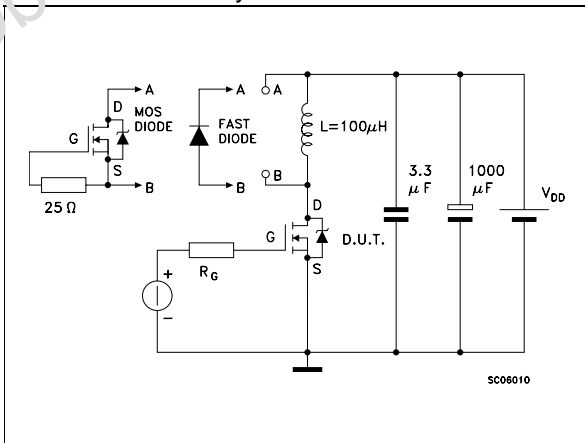 A
D
MOS
DIODE
G
S
B
25 Ω
A
FAST
DIODE
B
A
L=100μH
B
D
G
D.U.T.
S
RG
+
-
3.3
μF
1000
μF
VDD
SC06010